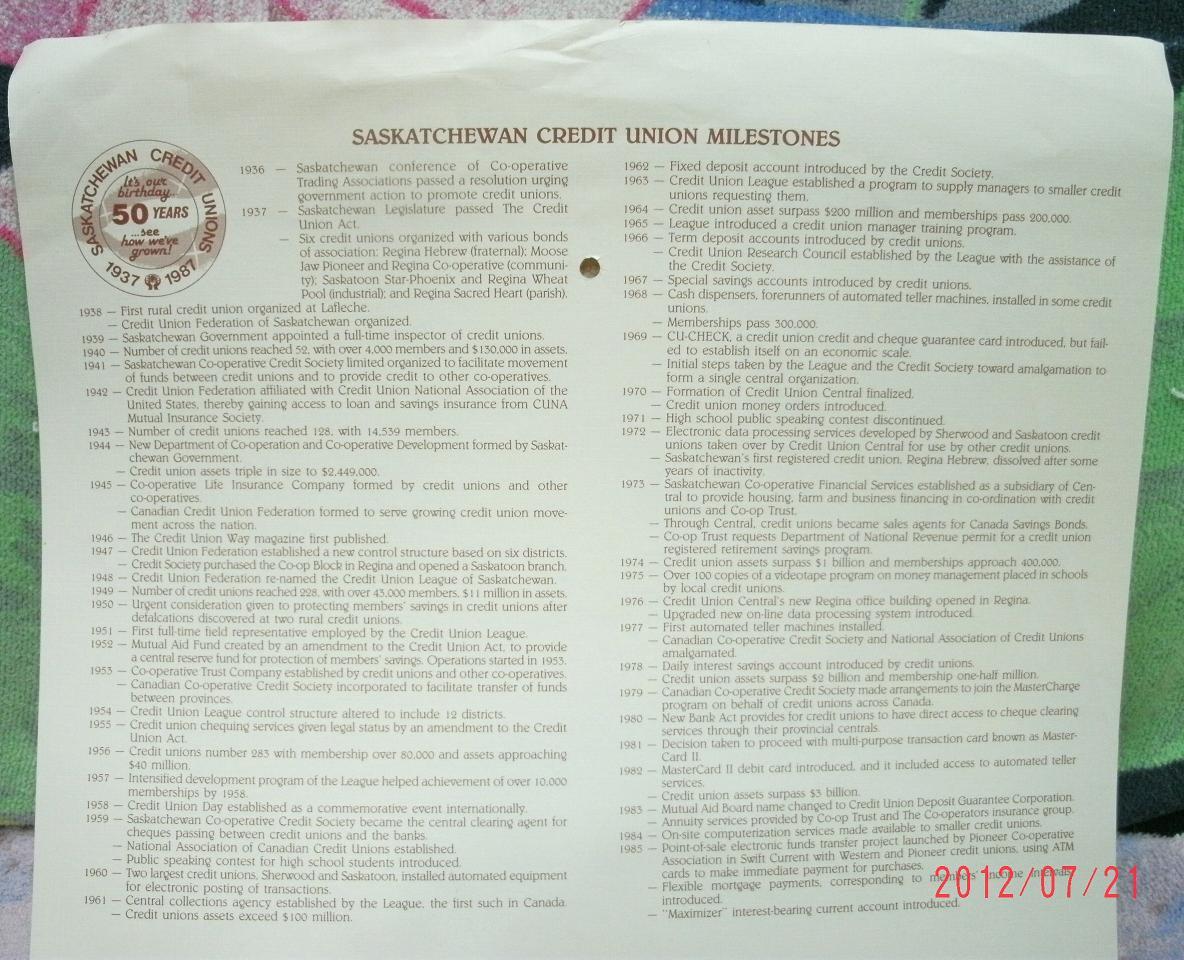 SASKATCHEWAN CREDIT UNION MILESTONES
SASKATCHEWAN CREDIT UNIONS
It's our
birthday...
50 YEARS
...see
how we've
grown!
1937 1987
1936 — Saskatchewan conference of Co-operative
Trading Associations passed a resolution urging
government action to promote credit unions.
1937 — Saskatchewan Legislature passed The Credit
Union Act.
— Six credit unions organized with various bonds
of association: Regina Hebrew (fraternal); Moose
Jaw Pioneer and Regina Co-operative (communi-
ty); Saskatoon Star-Phoenix and Regina Wheat
Pool (industrial); and Regina Sacred Heart (parish).
1938 — First rural credit union organized at Lafleche.
— Credit Union Federation of Saskatchewan organized.
1939 — Saskatchewan Government appointed a full-time inspector of credit unions.
1940 — Number of credit unions reached 52, with over 4,000 members and $130,000 in assets.
1941 — Saskatchewan Co-operative Credit Society limited organized to facilitate movement
of funds between credit unions and to provide credit to other co-operatives.
1942 — Credit Union Federation affiliated with Credit Union National Association of the
United States, thereby gaining access to loan and savings insurance from CUNA
Mutual Insurance Society.
1943 — Number of credit unions reached 128, with 14,539 members.
1944 — New Department of Co-operation and Co-operative Development formed by Saskat-
chewan Government.
— Credit union assets triple in size to $2,449,000.
1945 — Co-operative Life Insurance Company formed by credit unions and other
co-operatives.
— Canadian Credit Union Federation formed to serve growing credit union move-
ment across the nation.
1946 — The Credit Union Way magazine first published.
1947 — Credit Union Federation established a new control structure based on six districts.
— Credit Society purchased the Co-op Block in Regina and opened a Saskatoon branch.
1948 — Credit Union Federation re-named the Credit Union League of Saskatchewan.
1949 — Number of credit unions reached 228, with over 43,000 members, $11 million in assets.
1950 — Urgent consideration given to protecting members' savings in credit unions after
defalcations discovered at two rural credit unions.
1951 — First full-time field representative employed by the Credit Union League.
1952 — Mutual Aid Fund created by an amendment to the Credit Union Act, to provide
a central reserve fund for protection of members' savings. Operations started in 1953.
1953 — Co-operative Trust Company established by credit unions and other co-operatives.
— Canadian Co-operative Credit Society incorporated to facilitate transfer of funds
between provinces.
1954 — Credit Union League control structure altered to include 12 districts.
1955 — Credit union chequing services given legal status by an amendment to the Credit
Union Act.
1956 — Credit unions number 283 with membership over 80,000 and assets approaching
$40 million.
1957 — Intensified development program of the League helped achievement of over 10,000
memberships by 1958.
1958 — Credit Union Day established as a commemorative event internationally.
1959 — Saskatchewan Co-operative Credit Society became the central clearing agent for
cheques passing between credit unions and the banks.
— National Association of Canadian Credit Unions established.
— Public speaking contest for high school students introduced.
1960 — Two largest credit unions, Sherwood and Saskatoon, installed automated equipment
for electronic posting of transactions.
1961 — Central collections agency established by the League, the first such in Canada.
— Credit unions assets exceed $100 million.
1962 — Fixed deposit account introduced by the Credit Society.
1963 — Credit Union League established a program to supply managers to smaller credit
unions requesting them.
1964 — Credit union asset surpass $200 million and memberships pass 200,000.
1965 — League introduced a credit union manager training program.
1966 — Term deposit accounts introduced by credit unions.
— Credit Union Research Council established by the League with the assistance of
the Credit Society.
1967 — Special savings accounts introduced by credit unions.
1968 — Cash dispensers, forerunners of automated teller machines, installed in some credit
unions.
— Memberships pass 300,000.
1969 — CU-CHECK, a credit union credit and cheque guarantee card introduced, but fail-
ed to establish itself on an economic scale.
— Initial steps taken by the League and the Credit Society toward amalgamation to
form a single central organization.
1970 — Formation of Credit Union Central finalized.
— Credit union money orders introduced.
1971 — High school public speaking contest discontinued.
1972 — Electronic data processing services developed by Sherwood and Saskatoon credit
unions taken over by Credit Union Central for use by other credit unions.
— Saskatchewan's first registered credit union, Regina Hebrew, dissolved after some
years of inactivity.
1973 — Saskatchewan Co-operative Financial Services established as a subsidiary of Cen-
tral to provide housing, farm and business financing in co-ordination with credit
unions and Co-op Trust.
— Through Central, credit unions became sales agents for Canada Savings Bonds.
— Co-op Trust requests Department of National Revenue permit for a credit union
registered retirement savings program.
1974 — Credit union assets surpass $1 billion and memberships approach 400,000.
1975 — Over 100 copies of a videotape program on money management placed in schools
by local credit unions.
1976 — Credit Union Central's new Regina office building opened in Regina.
— Upgraded new on-line data processing system introduced.
1977 — First automated teller machines installed.
— Canadian Co-operative Credit Society and National Association of Credit Unions
amalgamated.
1978 — Daily interest savings account introduced by credit unions.
— Credit union assets surpass $2 billion and membership one-half million.
1979 — Canadian Co-operative Credit Society made arrangements to join the MasterCharge
program on behalf of credit unions across Canada.
1980 — New Bank Act provides for credit unions to have direct access to cheque clearing
services through their provincial centrals.
1981 — Decision taken to proceed with multi-purpose transaction card known as Master-
Card II.
1982 — MasterCard II debit card introduced, and it included access to automated teller
services.
— Credit union assets surpass $3 billion.
1983 — Mutual Aid Board name changed to Credit Union Deposit Guarantee Corporation.
— Annuity services provided by Co-op Trust and The Co-operators insurance group.
1984 — On-site computerization services made available to smaller credit unions.
1985 — Point-of-sale electronic funds transfer project launched by Pioneer Co-operative
Association in Swift Current with Western and Pioneer credit unions, using ATM
cards to make immediate payment for purchases.
— Flexible mortgage payments, corresponding to members' income intervals,
introduced.
— "Maximizer" interest-bearing current account introduced.
2012/07/21